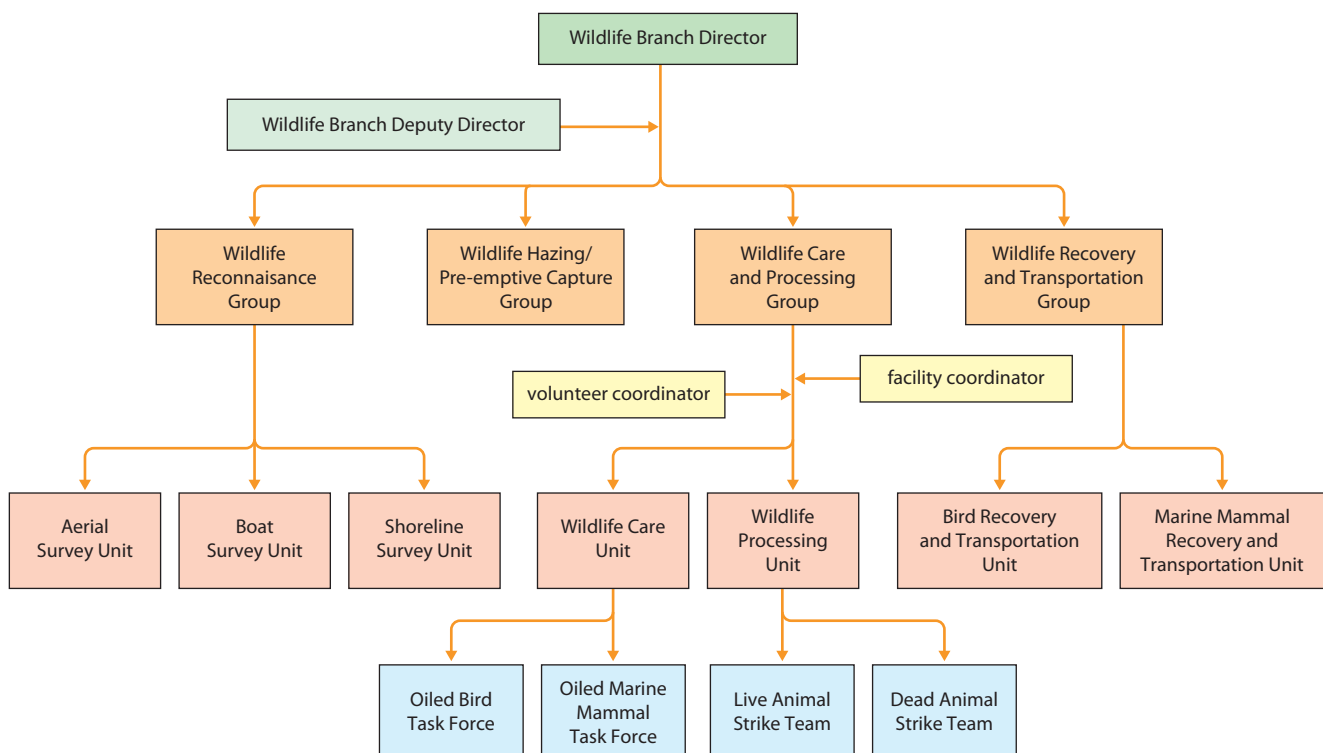 Wildlife Branch Director
Wildlife Branch Deputy Director
Wildlife
Reconnaisance
Group
Wildlife Hazing/
Pre-emptive Capture
Group
Wildlife Care
and Processing
Group
Wildlife Recovery
and Transportation
Group
volunteer coordinator
facility coordinator
Aerial
Survey Unit
Boat
Survey Unit
Shoreline
Survey Unit
Wildlife Care
Unit
Wildlife
Processing
Unit
Bird Recovery
and Transportation
Unit
Marine Mammal
Recovery and
Transportation Unit
Oiled Bird
Task Force
Oiled Marine
Mammal
Task Force
Live Animal
Strike Team
Dead Animal
Strike Team